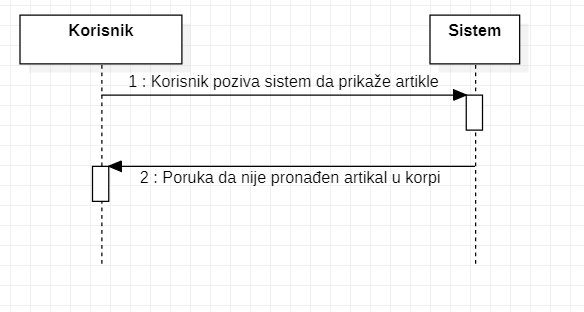 Korisnik
Sistem
1 : Korisnik poziva sistem da prikaže artikle
2 : Poruka da nije pronađen artikal u korpi